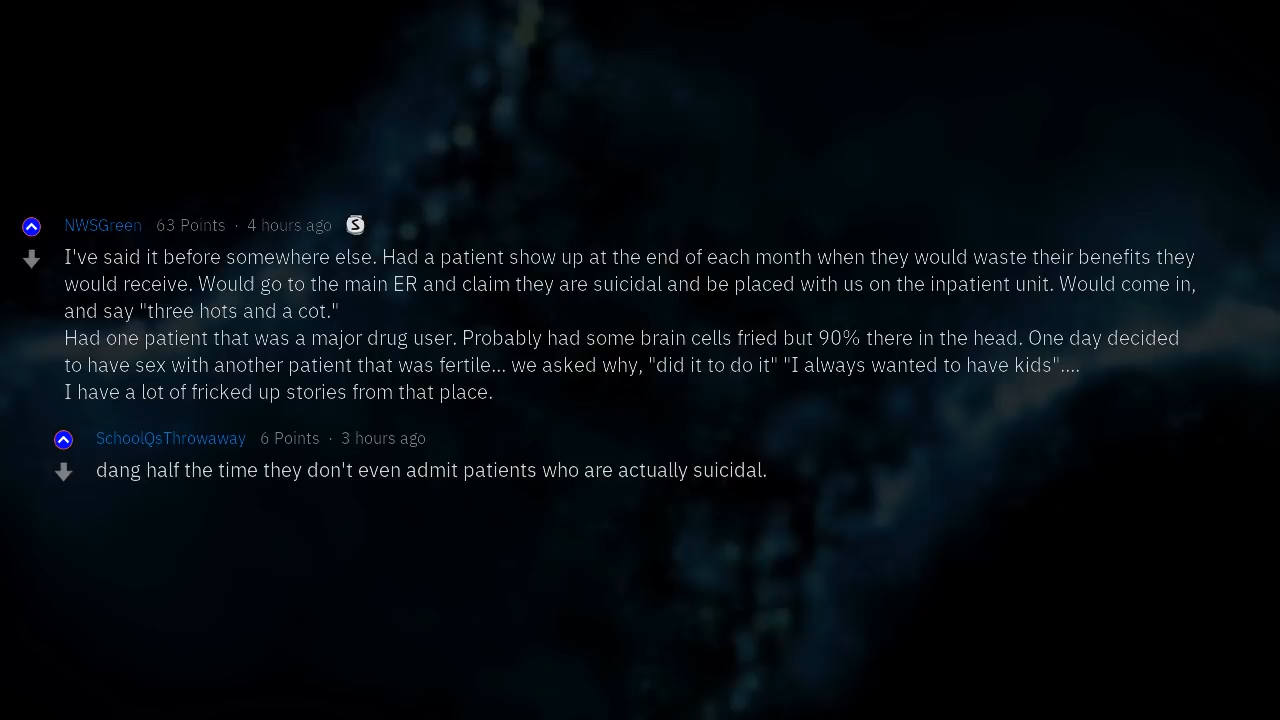 NWSGreen 63 Points · 4 hours ago S
I've said it before somewhere else. Had a patient show up at the end of each month when they would waste their benefits they
would receive. Would go to the main ER and claim they are suicidal and be placed with us on the inpatient unit. Would come in,
and say "three hots and a cot."
Had one patient that was a major drug user. Probably had some brain cells fried but 90% there in the head. One day decided
to have sex with another patient that was fertile... we asked why, "did it to do it" "I always wanted to have kids"....
I have a lot of fricked up stories from that place.
SchoolQsThrowaway 6 Points · 3 hours ago
dang half the time they don't even admit patients who are actually suicidal.